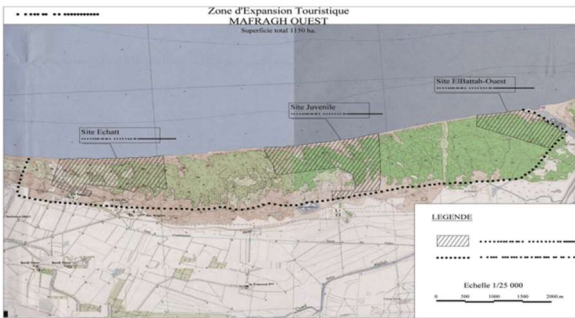 Zone d'Expansion Touristique
MAFRAGH OUEST
Superficie total 1150 ha.
Site ElBattah-Ouest
Site Juvenile
Site Echatt
LEGENDE
Echelle 1/25 000
0 500 1000 1500 2000 m